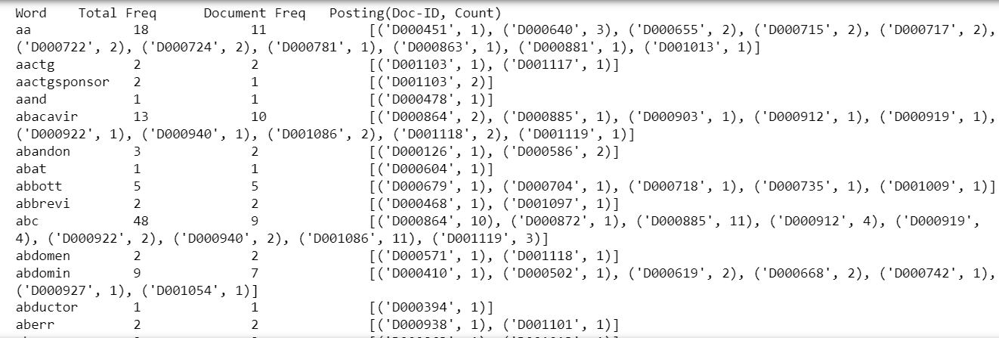 Word    Total Freq      Document Freq   Posting(Doc-ID, Count)
aa             18             11              [('D000451', 1), ('D000640', 3), ('D000655', 2), ('D000715', 2), ('D000717', 2),
('D000722', 2), ('D000724', 2), ('D000781', 1), ('D000863', 1), ('D000881', 1), ('D001013', 1)]
aactg          2              2               [('D001103', 1), ('D001117', 1)]
aactgsponsor   2              1               [('D001103', 2)]
aand           1              1               [('D000478', 1)]
abacavir       13             10              [('D000864', 2), ('D000885', 1), ('D000903', 1), ('D000912', 1), ('D000919', 1),
('D000922', 1), ('D000940', 1), ('D001086', 2), ('D001118', 2), ('D001119', 1)]
abandon        3              2               [('D000126', 1), ('D000586', 2)]
abat           1              1               [('D000604', 1)]
abbott         5              5               [('D000679', 1), ('D000704', 1), ('D000718', 1), ('D000735', 1), ('D001009', 1)]
abbrevi        2              2               [('D000468', 1), ('D001097', 1)]
abc            48             9               [('D000864', 10), ('D000872', 1), ('D000885', 11), ('D000912', 4), ('D000919',
4), ('D000922', 2), ('D000940', 2), ('D001086', 11), ('D001119', 3)]
abdomen        2              2               [('D000571', 1), ('D001118', 1)]
abdomin        9              7               [('D000410', 1), ('D000502', 1), ('D000619', 2), ('D000668', 2), ('D000742', 1),
('D000927', 1), ('D001054', 1)]
abductor       1              1               [('D000394', 1)]
aberr          2              2               [('D000938', 1), ('D001101', 1)]